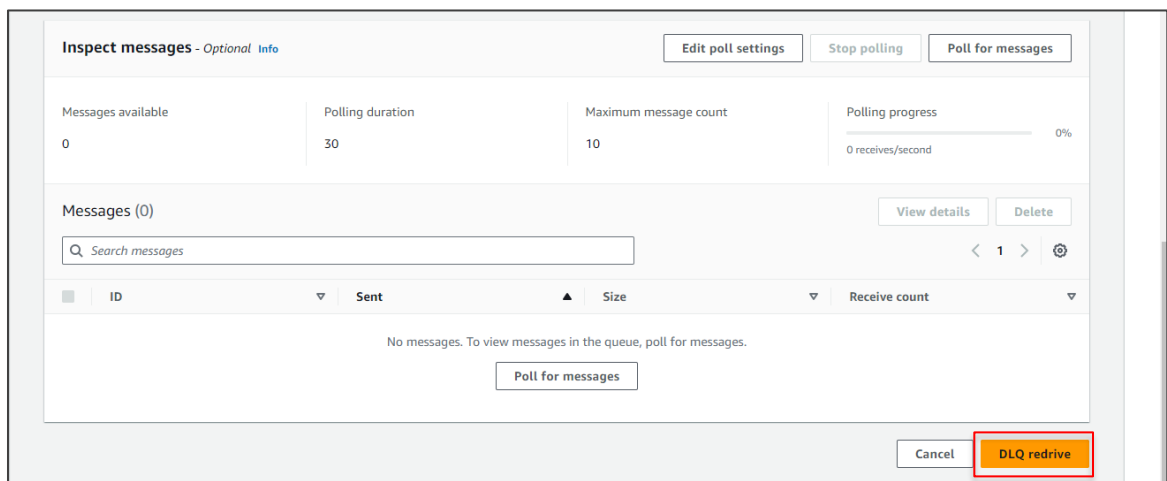 Inspect messages - Optional Info
Edit poll settings
Stop polling
Poll for messages
Messages available
Polling duration
Maximum message count
Polling progress
0
30
10
0%
0 receives/second
Messages (0)
View details
Delete
Search messages
1
ID
Sent
Size
Receive count
No messages. To view messages in the queue, poll for messages.
Poll for messages
Cancel
DLQ redrive